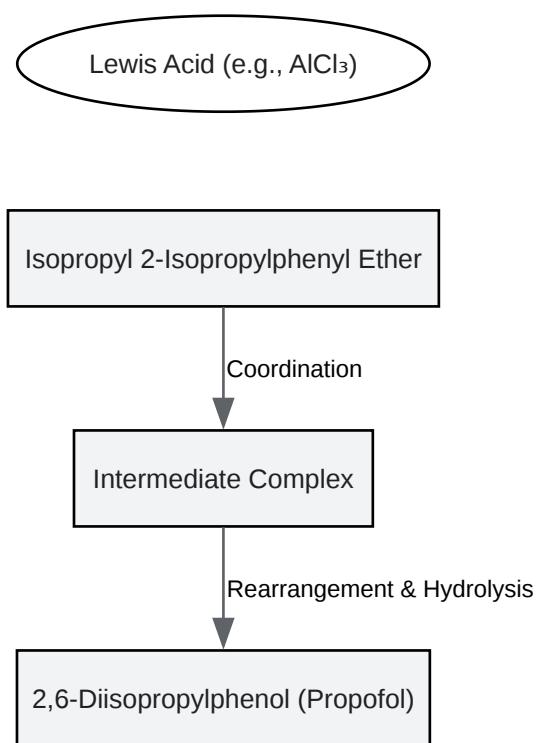 Lewis Acid (e.g., AlCl₃)
Isopropyl 2-Isopropylphenyl Ether
Coordination
Intermediate Complex
Rearrangement & Hydrolysis
2,6-Diisopropylphenol (Propofol)